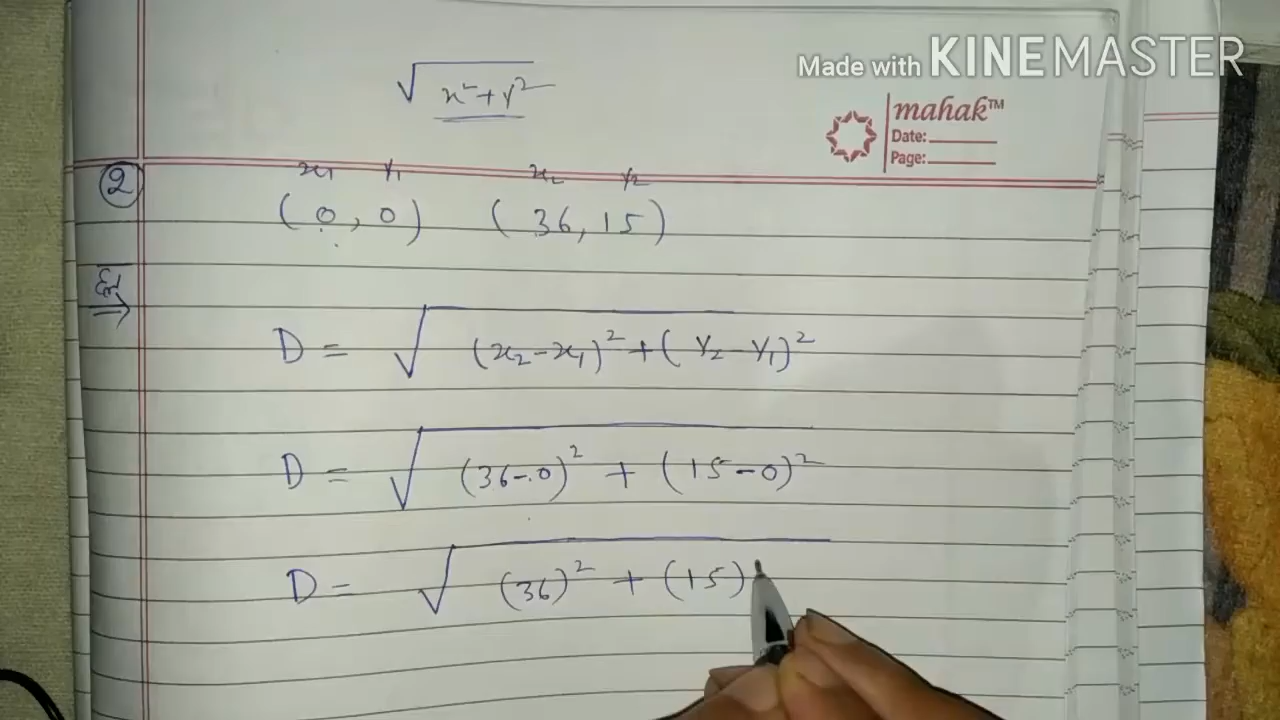 Made with KINEMASTER
√x²+y²
mahak™
Date:
Page:
x₁ y₁ x₂ y₂
② (0, 0) (36, 15)
D = √(x₂-x₁)²+(y₂-y₁)²
D = √(36-0)² + (15-0)²
D = √(36)² + (15)